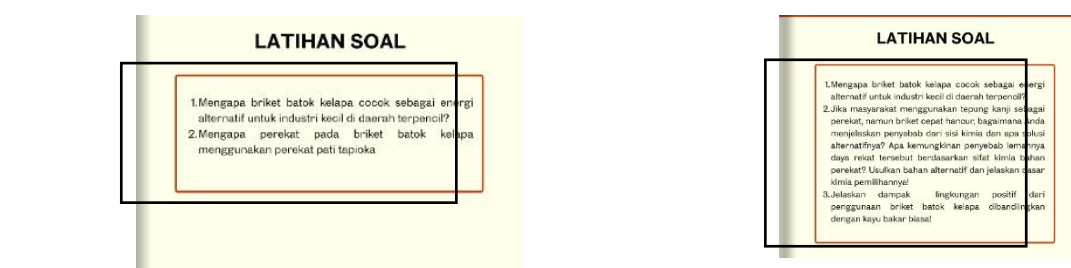 LATIHAN SOAL
1.Mengapa briket batok kelapa cocok sebagai energi
alternatif untuk industri kecil di daerah terpencil?
2.Mengapa perekat pada briket batok kelapa
menggunakan perekat pati tapioka
LATIHAN SOAL
1.Mengapa briket batok kelapa cocok sebagai energi
alternatif untuk industri kecil di daerah terpencil?
2.Jika masyarakat menggunakan tepung kanji sebagai
perekat, namun briket cepat hancur, bagaimana Anda
menjelaskan penyebab dari sisi kimia dan apa solusi
alternatifnya? Apa kemungkinan penyebab lemahnya
daya rekat tersebut berdasarkan sifat kimia bahan
perekat? Usulkan bahan alternatif dan jelaskan dasar
kimia pemilihannya!
3.Jelaskan dampak lingkungan positif dari
penggunaan briket batok kelapa dibandiingkan
dengan kayu bakar biasa!